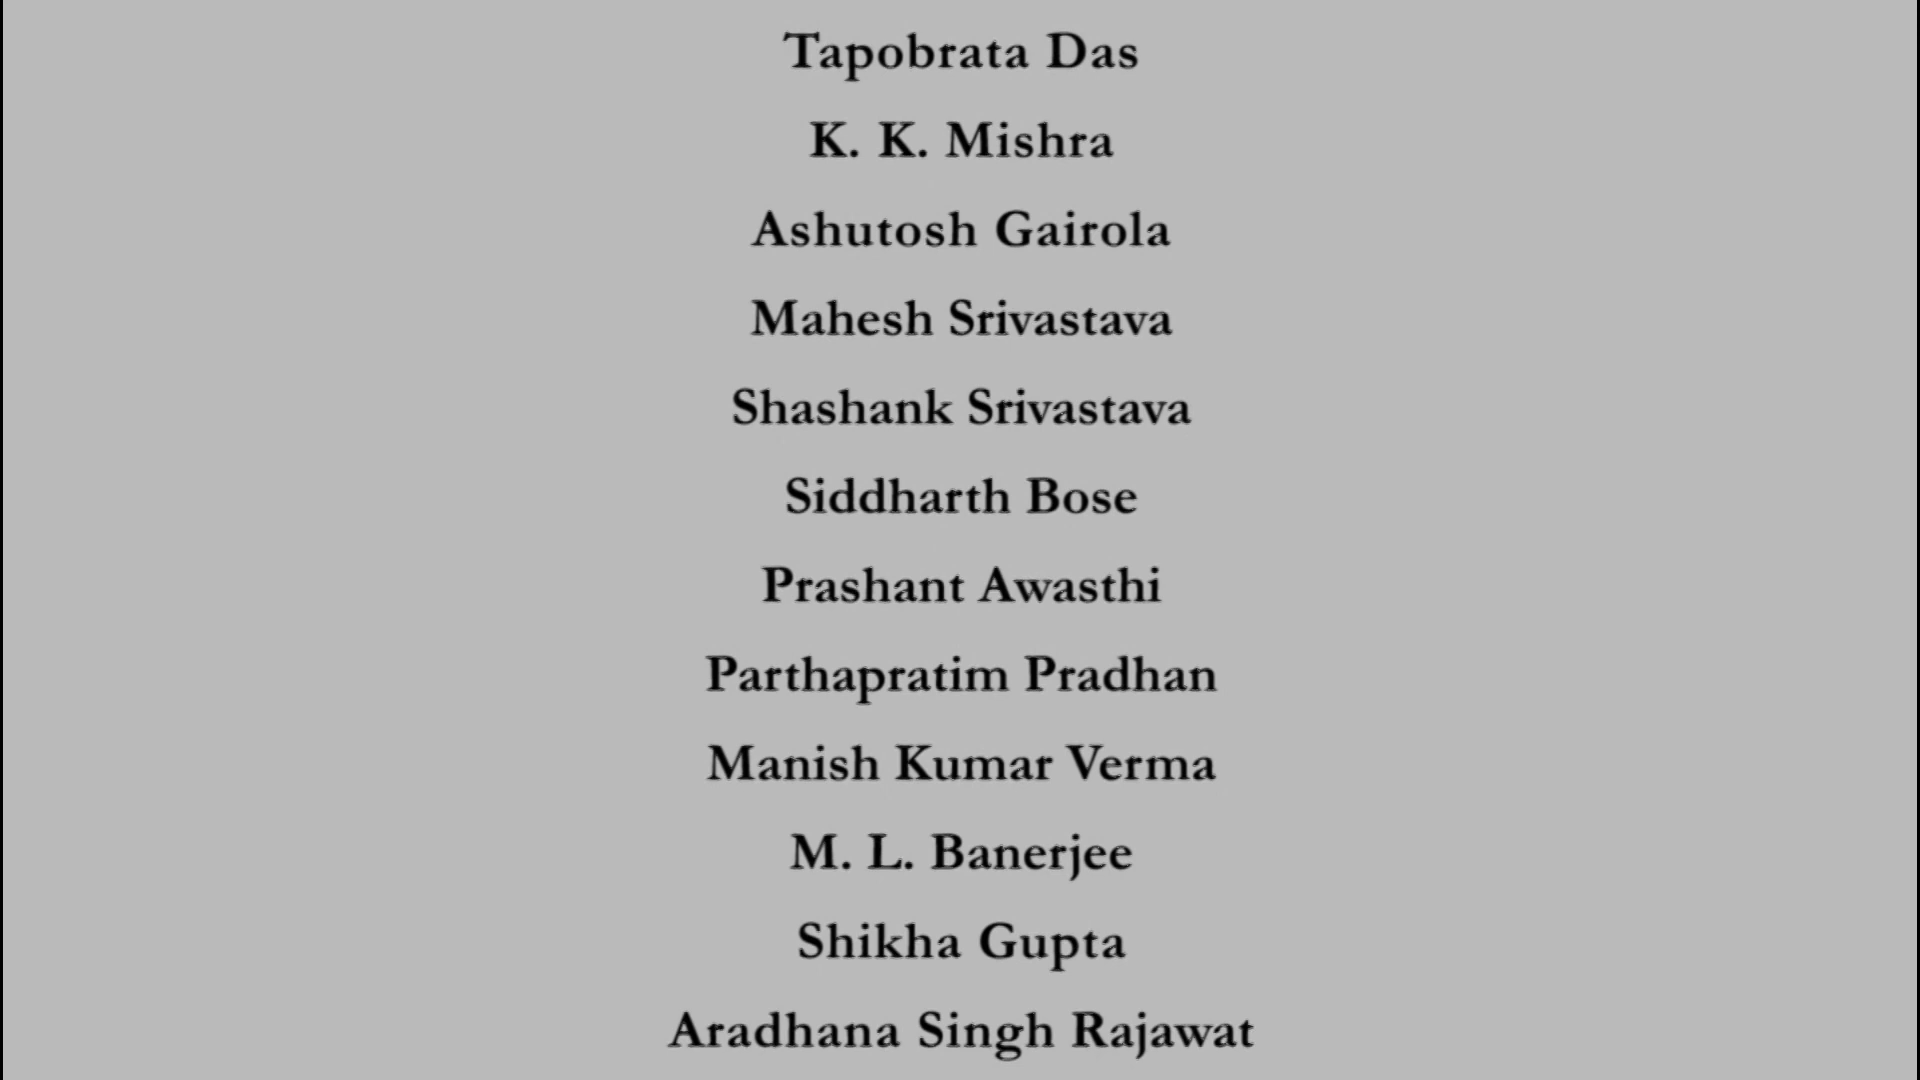 Tapobrata Das
K. K. Mishra
Ashutosh Gairola
Mahesh Srivastava
Shashank Srivastava
Siddharth Bose
Prashant Awasthi
Parthapratim Pradhan
Manish Kumar Verma
M. L. Banerjee
Shikha Gupta
Aradhana Singh Rajawat